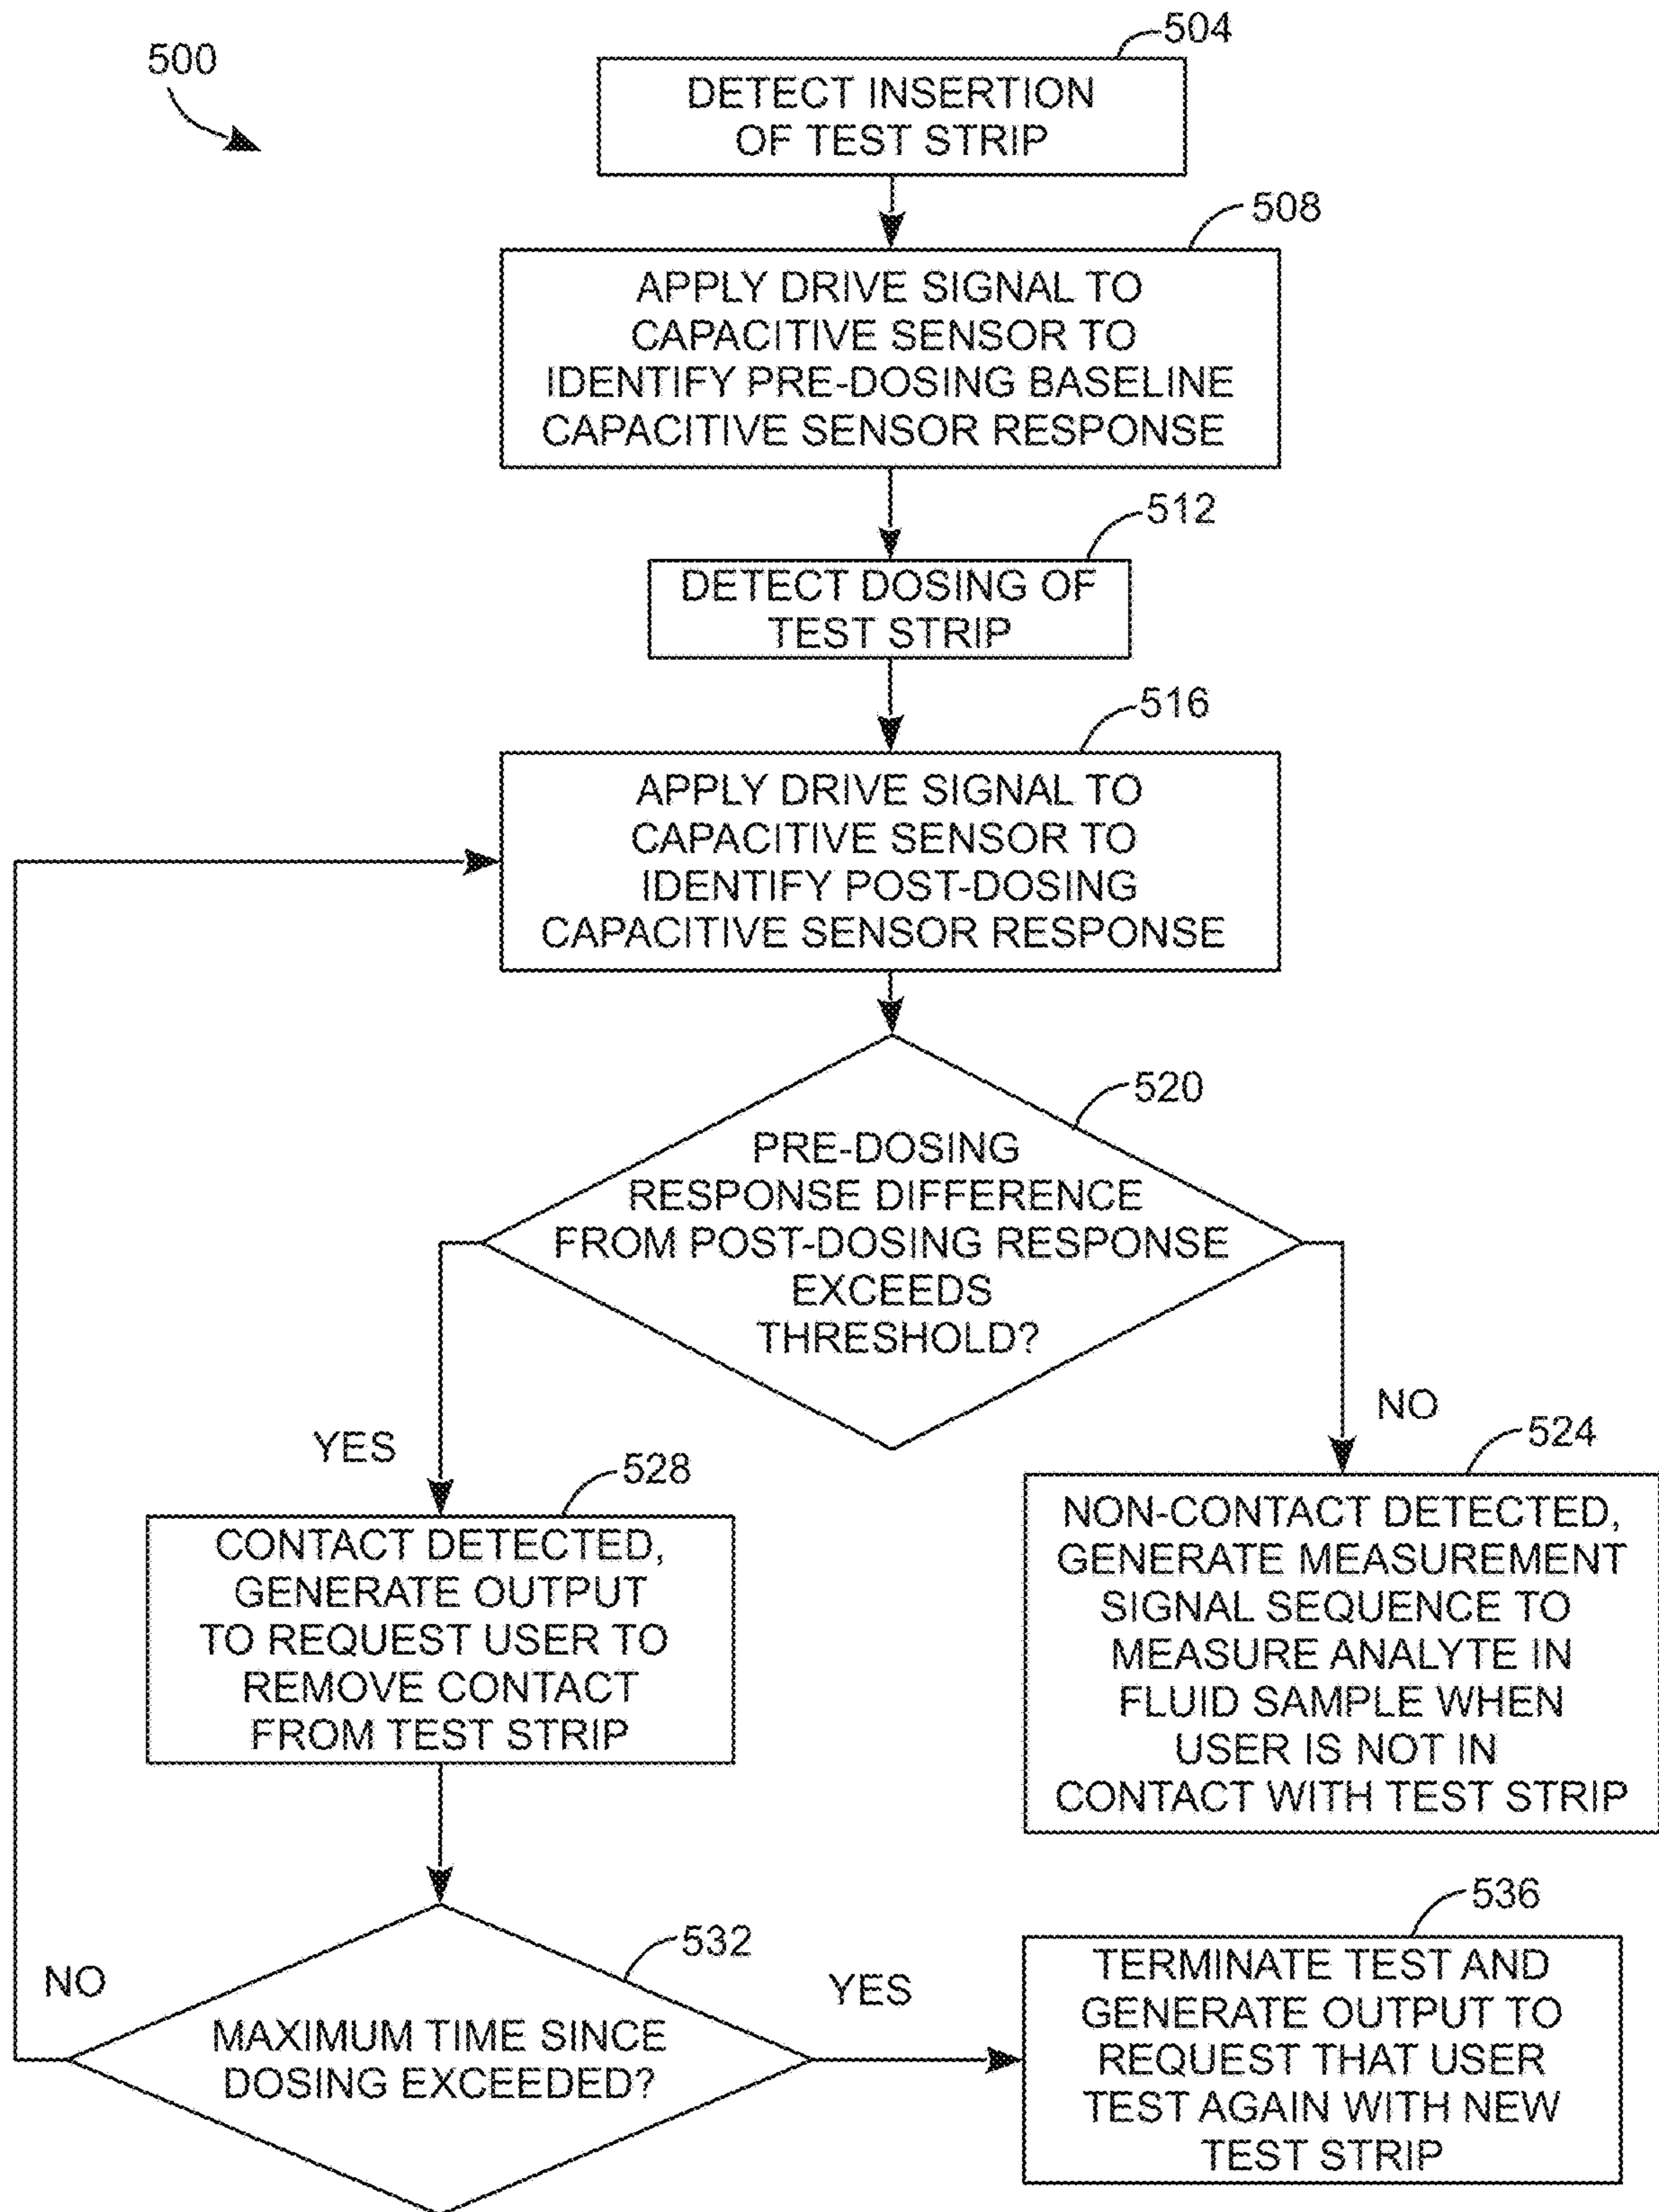 500
504
DETECT INSERTION
OF TEST STRIP
508
APPLY DRIVE SIGNAL TO
CAPACITIVE SENSOR TO
IDENTIFY PRE-DOSING BASELINE
CAPACITIVE SENSOR RESPONSE
512
DETECT DOSING OF
TEST STRIP
516
APPLY DRIVE SIGNAL TO
CAPACITIVE SENSOR TO
IDENTIFY POST-DOSING
CAPACITIVE SENSOR RESPONSE
520
PRE-DOSING
RESPONSE DIFFERENCE
FROM POST-DOSING RESPONSE
EXCEEDS
THRESHOLD?
YES
NO
528
CONTACT DETECTED,
GENERATE OUTPUT
TO REQUEST USER TO
REMOVE CONTACT
FROM TEST STRIP
524
NON-CONTACT DETECTED,
GENERATE MEASUREMENT
SIGNAL SEQUENCE TO
MEASURE ANALYTE IN
FLUID SAMPLE WHEN
USER IS NOT IN
CONTACT WITH TEST STRIP
532
NO
MAXIMUM TIME SINCE
DOSING EXCEEDED?
YES
536
TERMINATE TEST AND
GENERATE OUTPUT TO
REQUEST THAT USER
TEST AGAIN WITH NEW
TEST STRIP